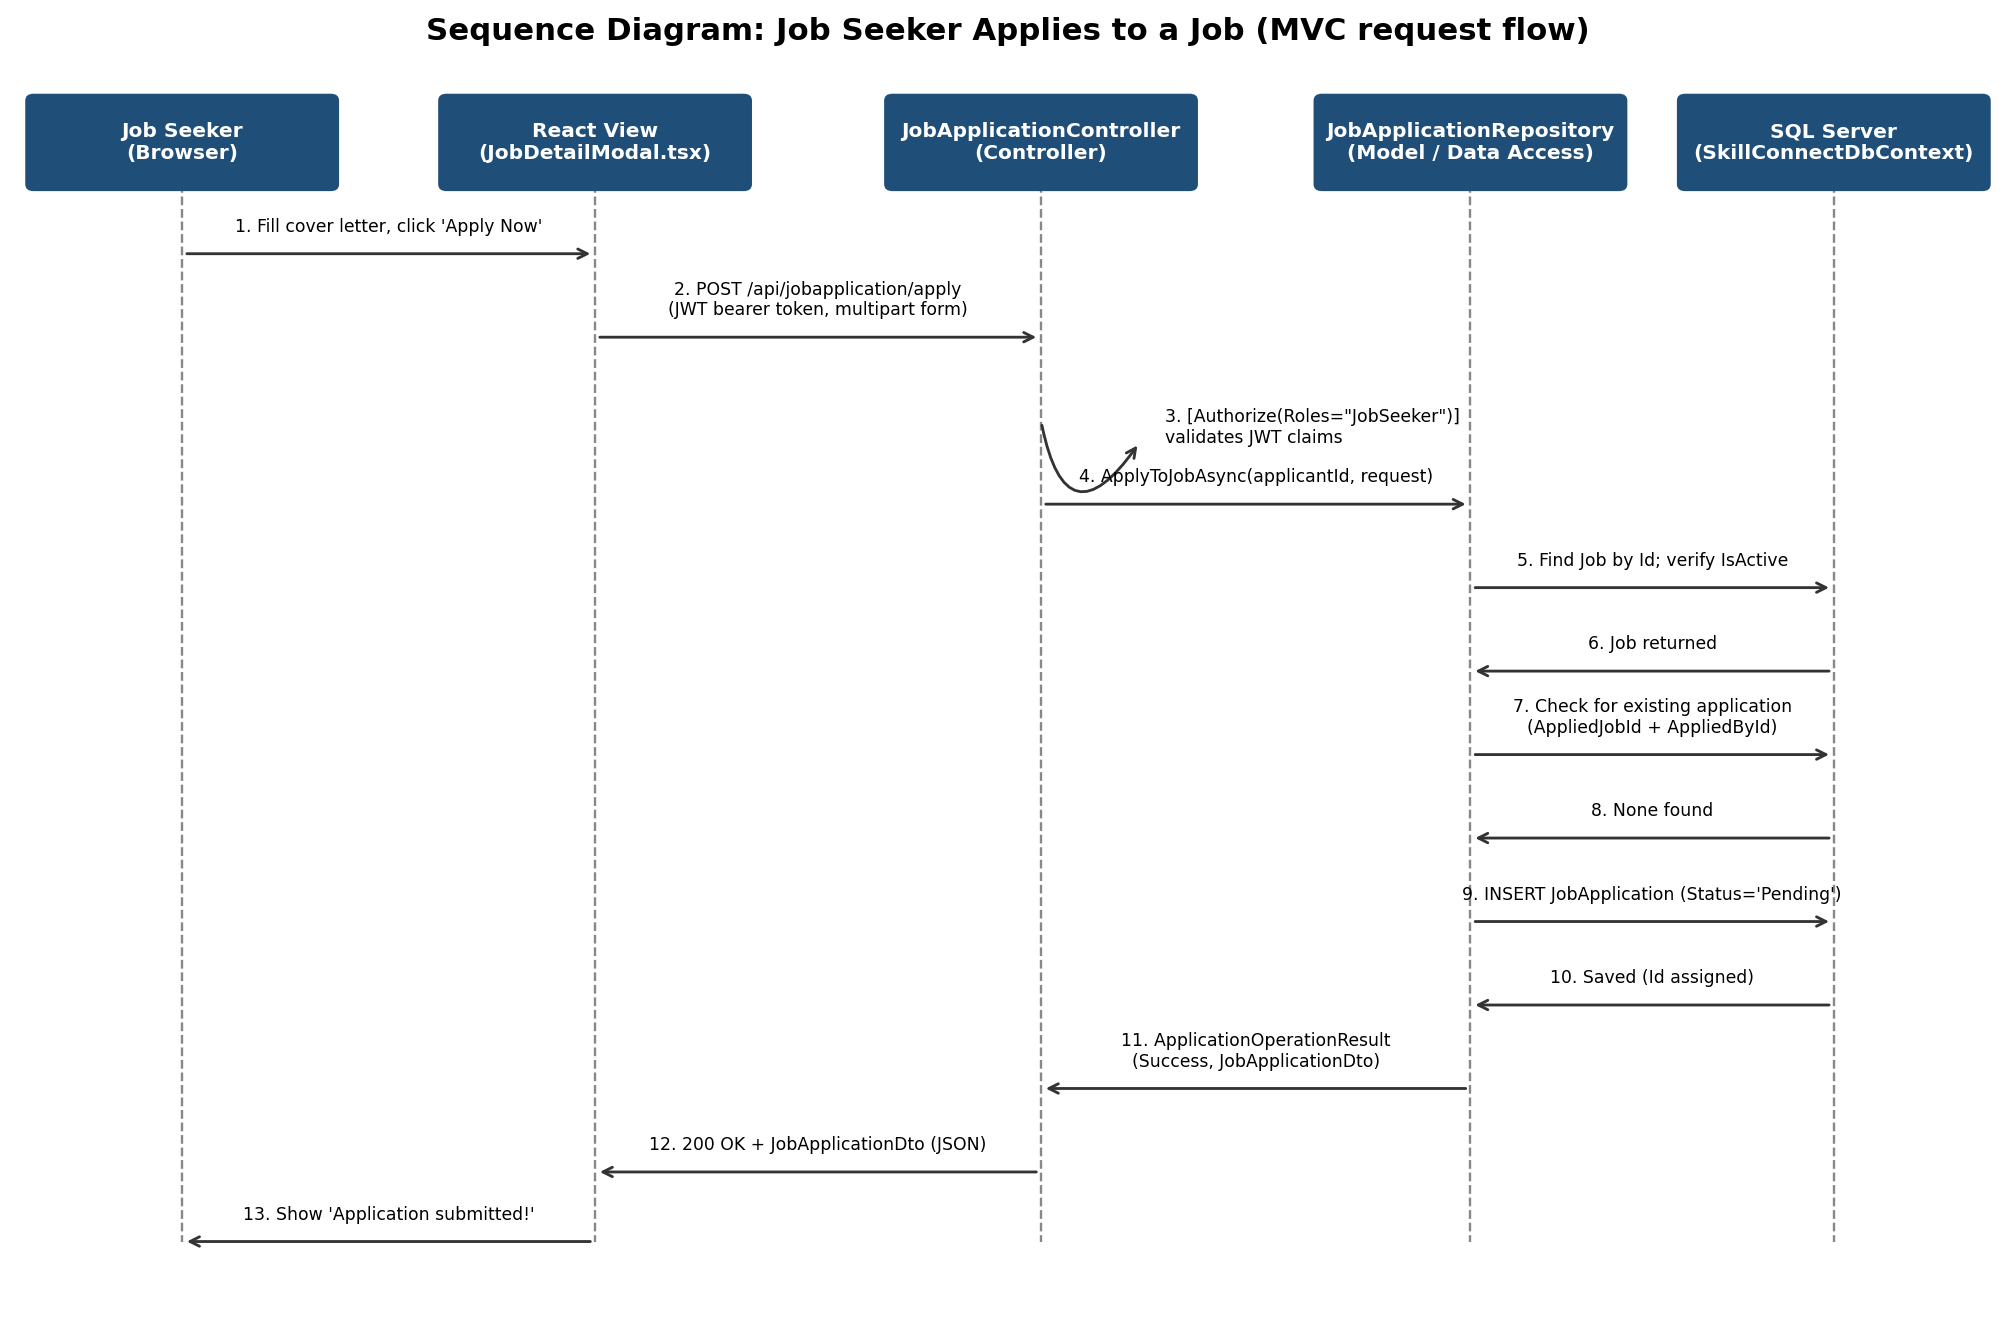 Sequence Diagram: Job Seeker Applies to a Job (MVC request flow)
Job Seeker
(Browser)
React View
(JobDetailModal.tsx)
JobApplicationController
(Controller)
JobApplicationRepository
(Model / Data Access)
SQL Server
(SkillConnectDbContext)
1. Fill cover letter, click 'Apply Now'
2. POST /api/jobapplication/apply
(JWT bearer token, multipart form)
3. [Authorize(Roles="JobSeeker")]
validates JWT claims
4. ApplyToJobAsync(applicantId, request)
5. Find Job by Id; verify IsActive
6. Job returned
7. Check for existing application
(AppliedJobId + AppliedById)
8. None found
9. INSERT JobApplication (Status='Pending')
10. Saved (Id assigned)
11. ApplicationOperationResult
(Success, JobApplicationDto)
12. 200 OK + JobApplicationDto (JSON)
13. Show 'Application submitted!'